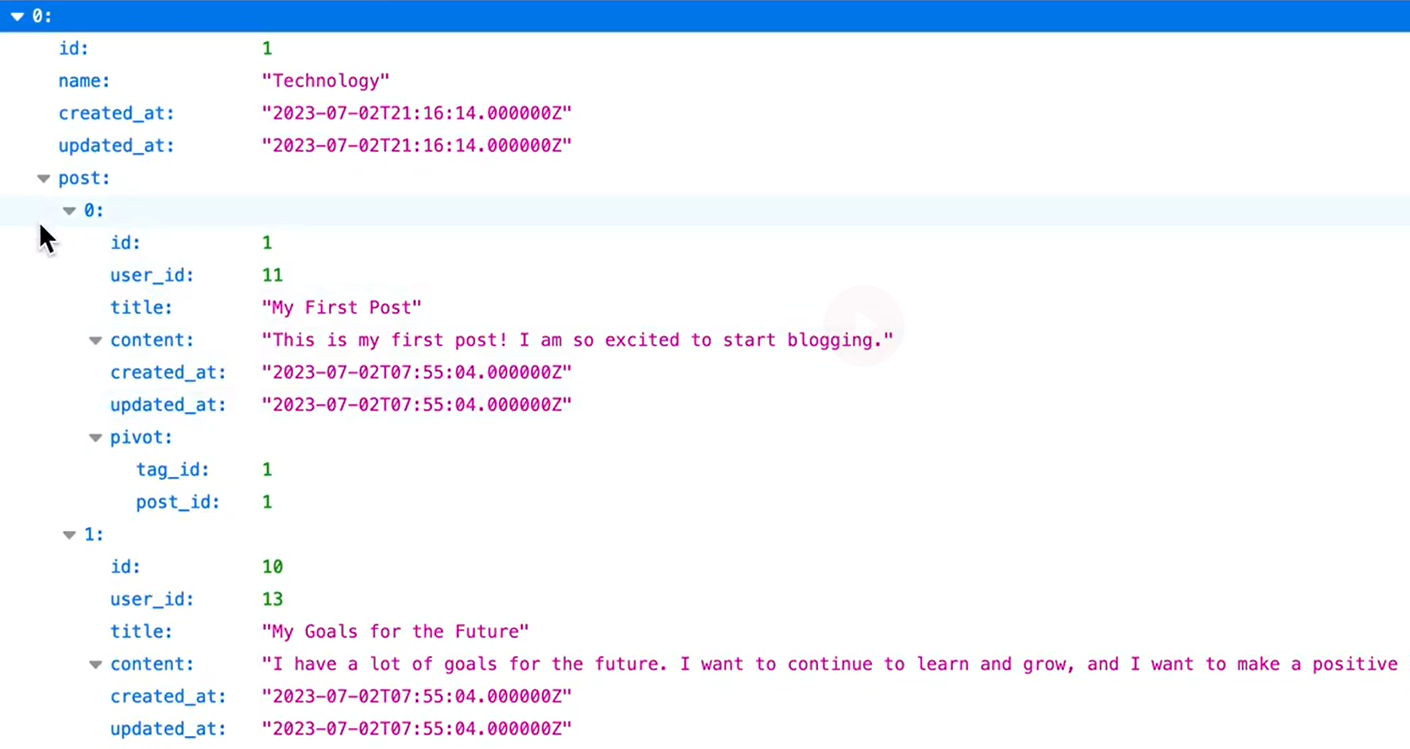 0:
id: 1
name: "Technology"
created_at: "2023-07-02T21:16:14.000000Z"
updated_at: "2023-07-02T21:16:14.000000Z"
post:
0:
id: 1
user_id: 11
title: "My First Post"
content: "This is my first post! I am so excited to start blogging."
created_at: "2023-07-02T07:55:04.000000Z"
updated_at: "2023-07-02T07:55:04.000000Z"
pivot:
tag_id: 1
post_id: 1
1:
id: 10
user_id: 13
title: "My Goals for the Future"
content: "I have a lot of goals for the future. I want to continue to learn and grow, and I want to make a positive
created_at: "2023-07-02T07:55:04.000000Z"
updated_at: "2023-07-02T07:55:04.000000Z"